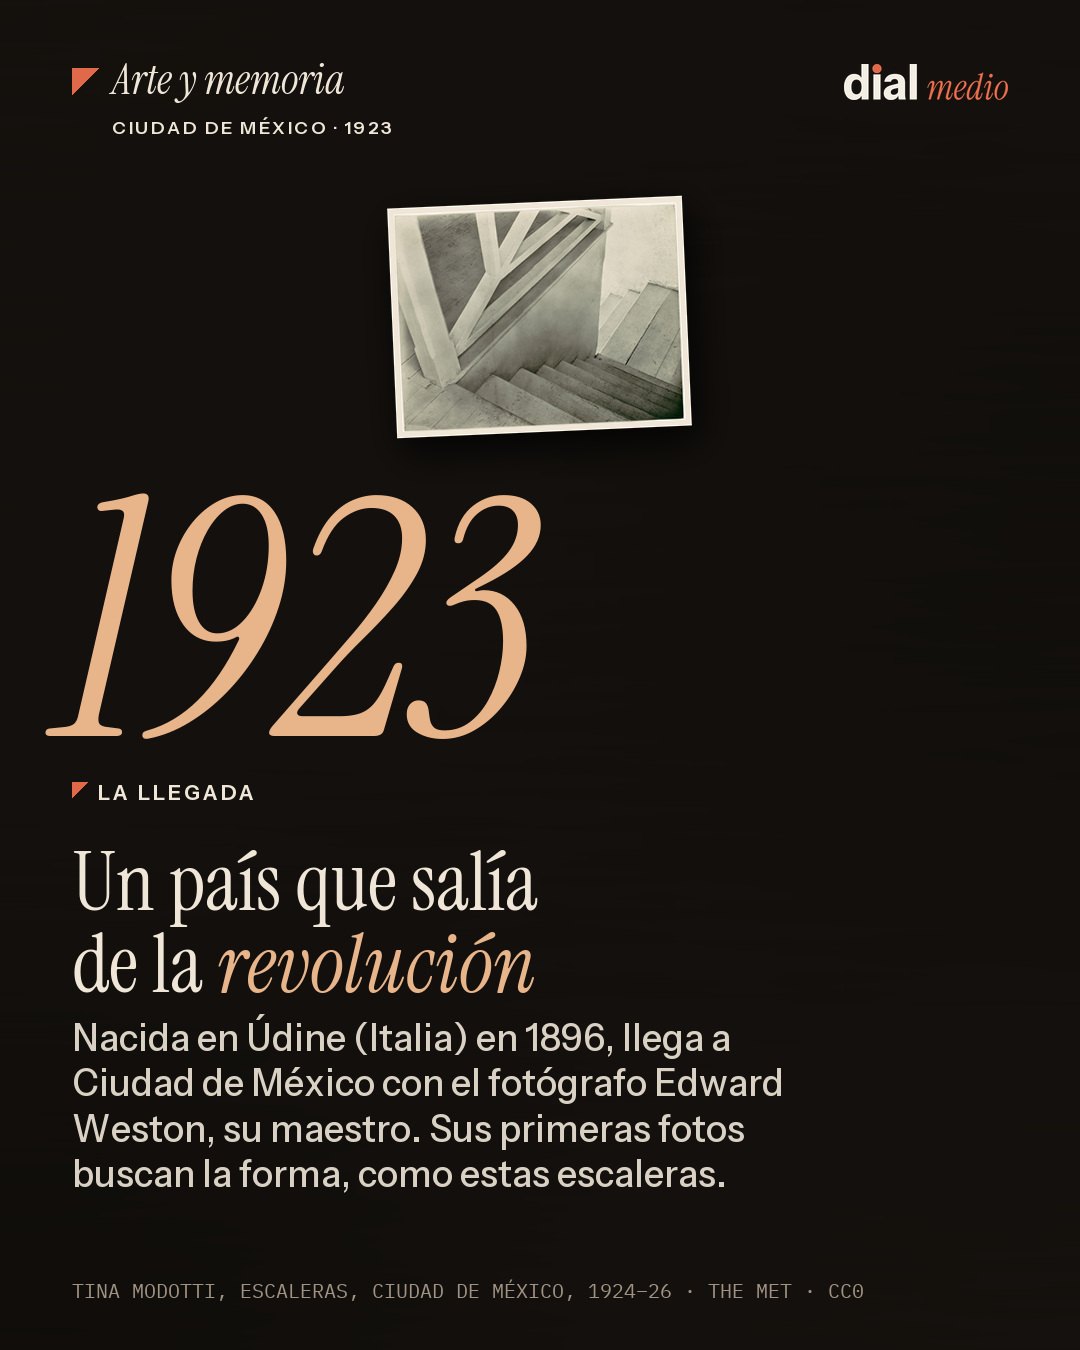 Arte y memoria
CIUDAD DE MÉXICO · 1923
dial medio
1923
LA LLEGADA
Un país que salía
de la revolución
Nacida en Údine (Italia) en 1896, llega a
Ciudad de México con el fotógrafo Edward
Weston, su maestro. Sus primeras fotos
buscan la forma, como estas escaleras.
TINA MODOTTI, ESCALERAS, CIUDAD DE MÉXICO, 1924–26 · THE MET · CC0